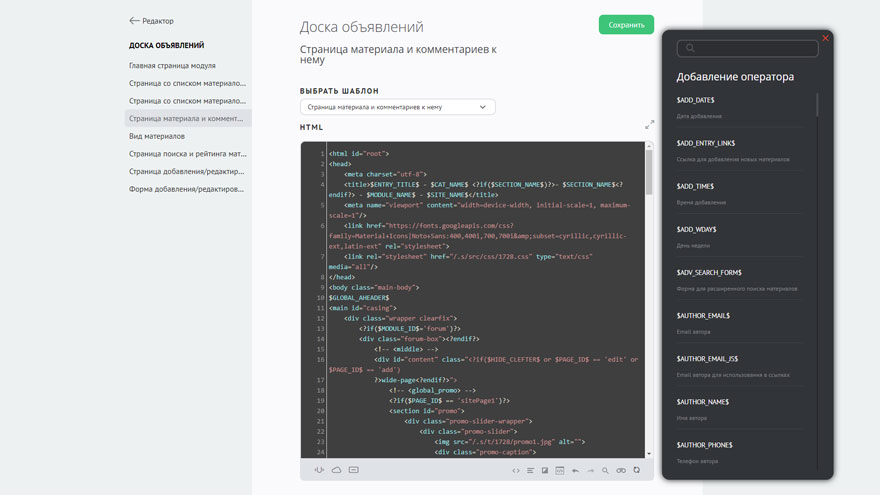 Редактор
ДОСКА ОБЪЯВЛЕНИЙ
Главная страница модуля
Страница со списком материало...
Страница со списком материало...
Страница материала и коммент...
Вид материалов
Страница поиска и рейтинга мат...
Страница добавления/редактир...
Форма добавления/редактиров...
Доска объявлений
Сохранить
Страница материала и комментариев к
нему
ВЫБРАТЬ ШАБЛОН
Страница материала и комментариев к нему
HTML
1 <html id="root">
2 <head>
3 <meta charset="utf-8">
4 <title>$ENTRY_TITLE$ - $CAT_NAME$ <?if($SECTION_NAME$)?>- $SECTION_NAME$<?
endif?> - $MODULE_NAME$ - $SITE_NAME$</title>
5 <meta name="viewport" content="width=device-width, initial-scale=1, maximum-
scale=1"/>
6 <link href="https://fonts.googleapis.com/css?
family=Material+Icons|Noto+Sans:400,400i,700,700i&amp;subset=cyrillic,cyrillic-
ext,latin-ext" rel="stylesheet">
7 <link rel="stylesheet" href="/.s/src/css/1728.css" type="text/css"
media="all"/>
8 </head>
9 <body class="main-body">
10 $GLOBAL_AHEADER$
11 <main id="casing">
12 <div class="wrapper clearfix">
13 <?if($MODULE_ID$='forum')?>
14 <div class="forum-box"><?endif?>
15 <!-- <middle> -->
16 <div id="content" class="<?if($HIDE_CLEFTER$ or $PAGE_ID$ == 'edit' or
$PAGE_ID$ == 'add')
17 ?>wide-page<?endif?>">
18 <!-- <global_promo> -->
19 <?if($PAGE_ID$ == 'sitePage1')?>
20 <section id="promo">
21 <div class="promo-slider-wrapper">
22 <div class="promo-slider">
23 <img src="/.s/t/1728/promo1.jpg" alt="">
24 <div class="promo-caption">
Добавление оператора
$ADD_DATE$
Дата добавления
$ADD_ENTRY_LINK$
Ссылка для добавления новых материалов
$ADD_TIME$
Время добавления
$ADD_WDAY$
День недели
$ADV_SEARCH_FORM$
Форма для расширенного поиска материалов
$AUTHOR_EMAIL$
Email автора
$AUTHOR_EMAIL_JS$
Email автора для использования в ссылках
$AUTHOR_NAME$
Имя автора
$AUTHOR_PHONE$
Телефон автора